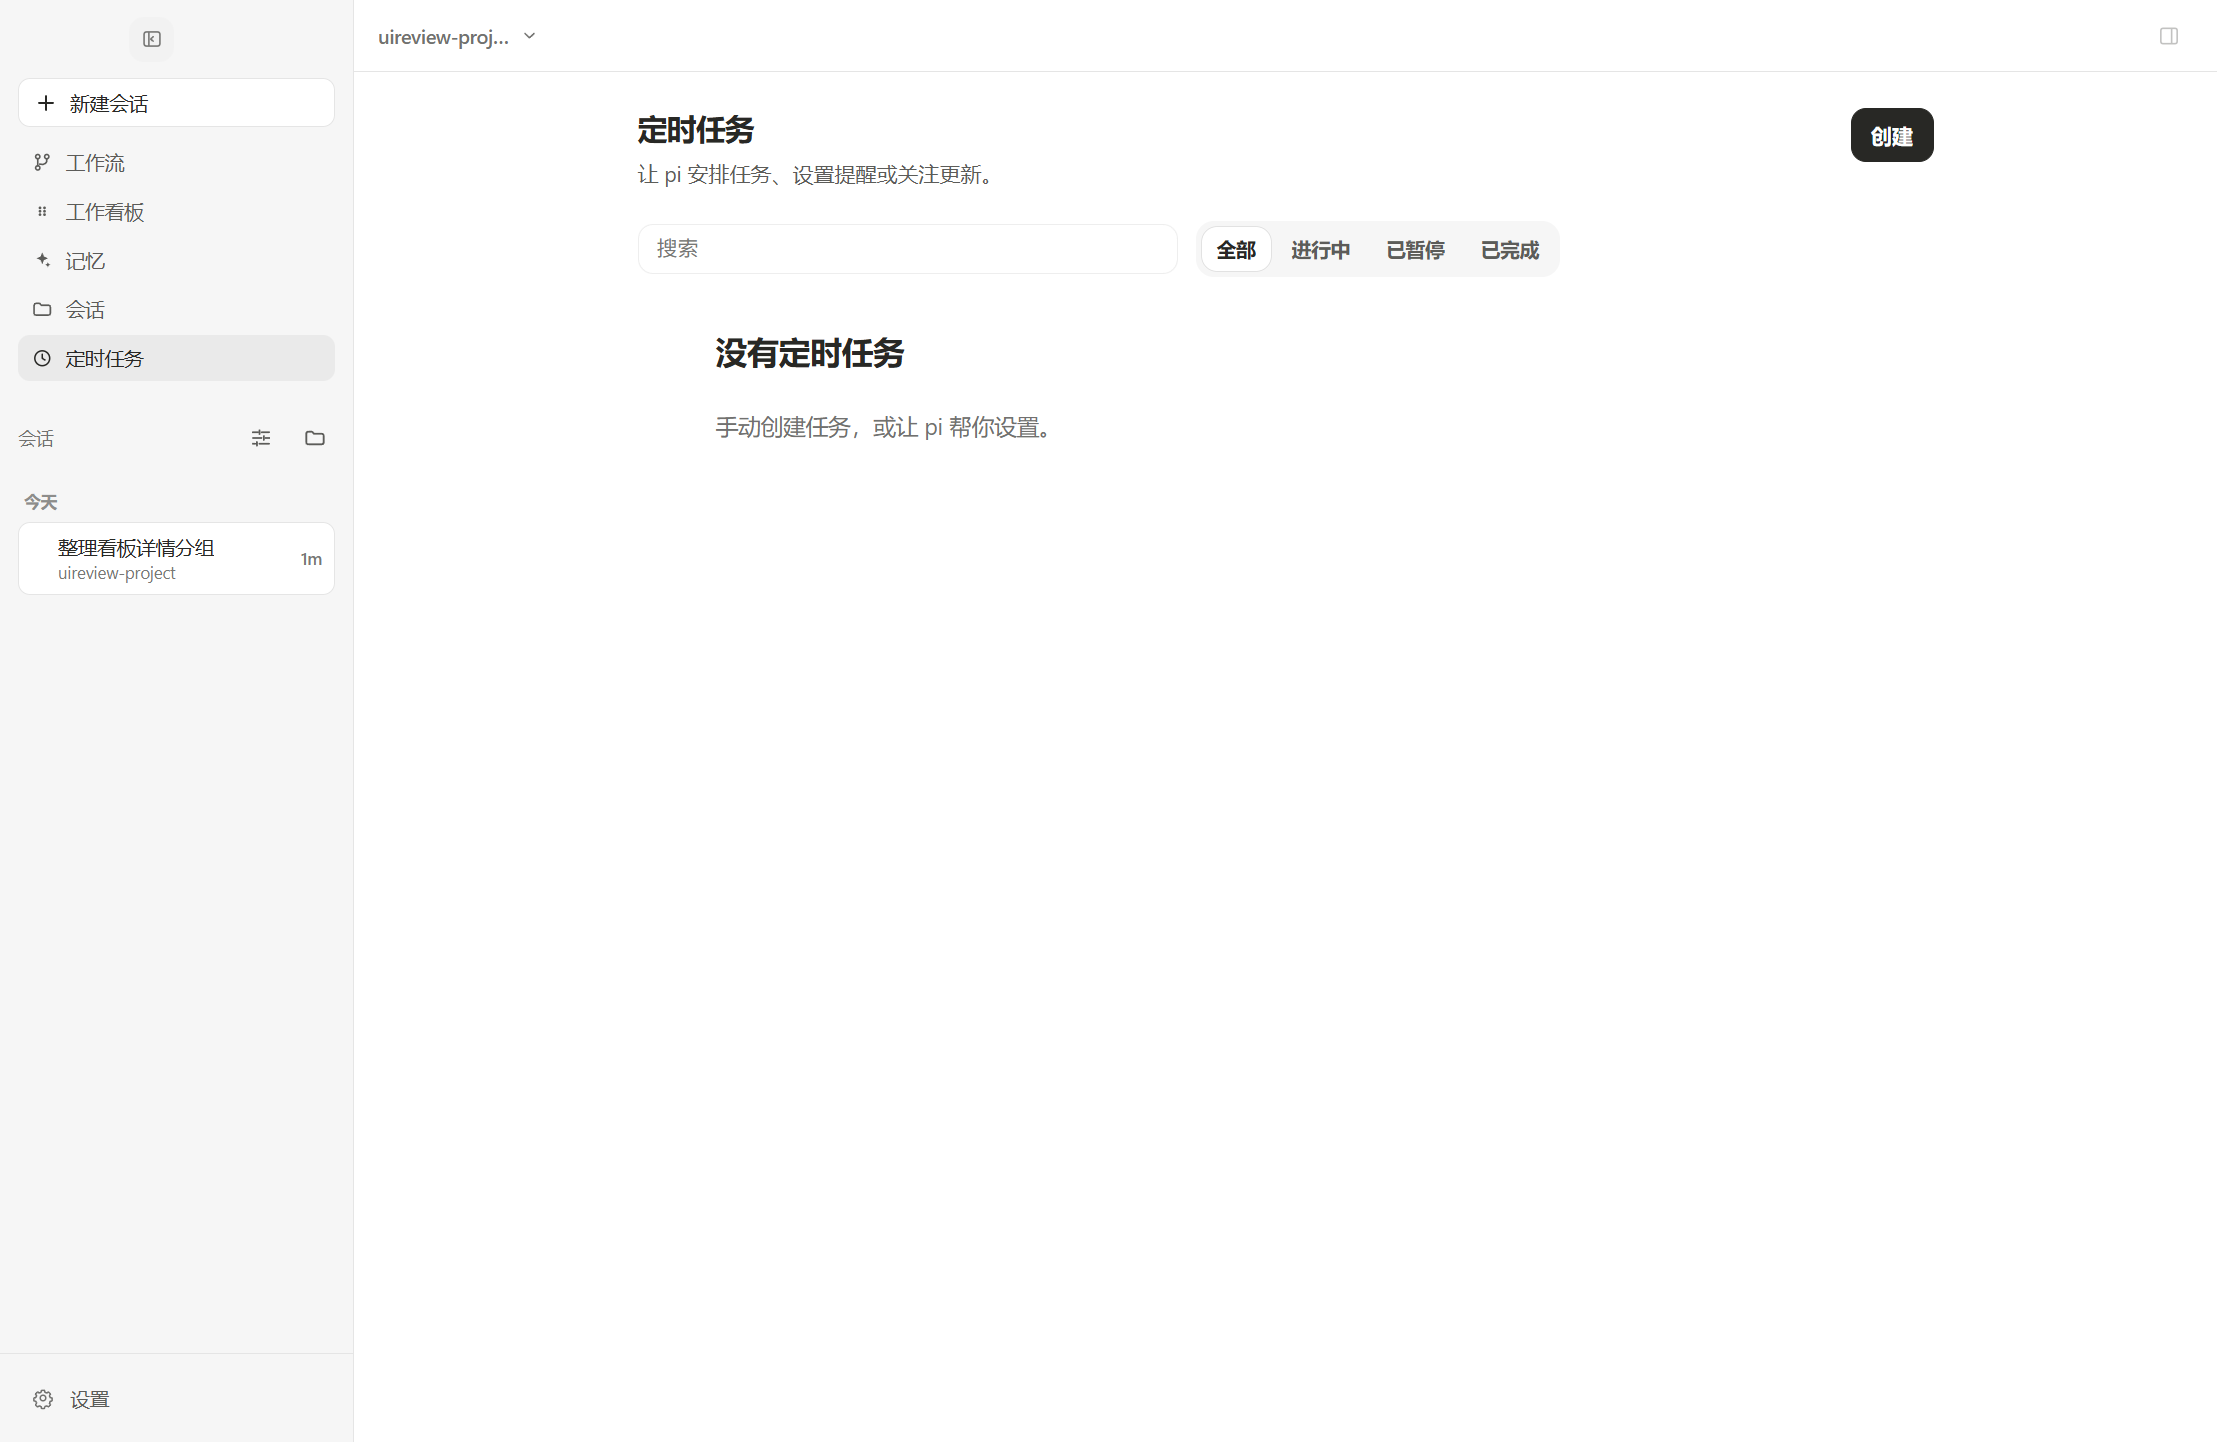 新建会话
工作流
工作看板
记忆
会话
定时任务
会话
今天
整理看板详情分组
uireview-project
1m
设置
uireview-proj...
定时任务
让 pi 安排任务、设置提醒或关注更新。
创建
搜索
全部 进行中 已暂停 已完成
没有定时任务
手动创建任务，或让 pi 帮你设置。